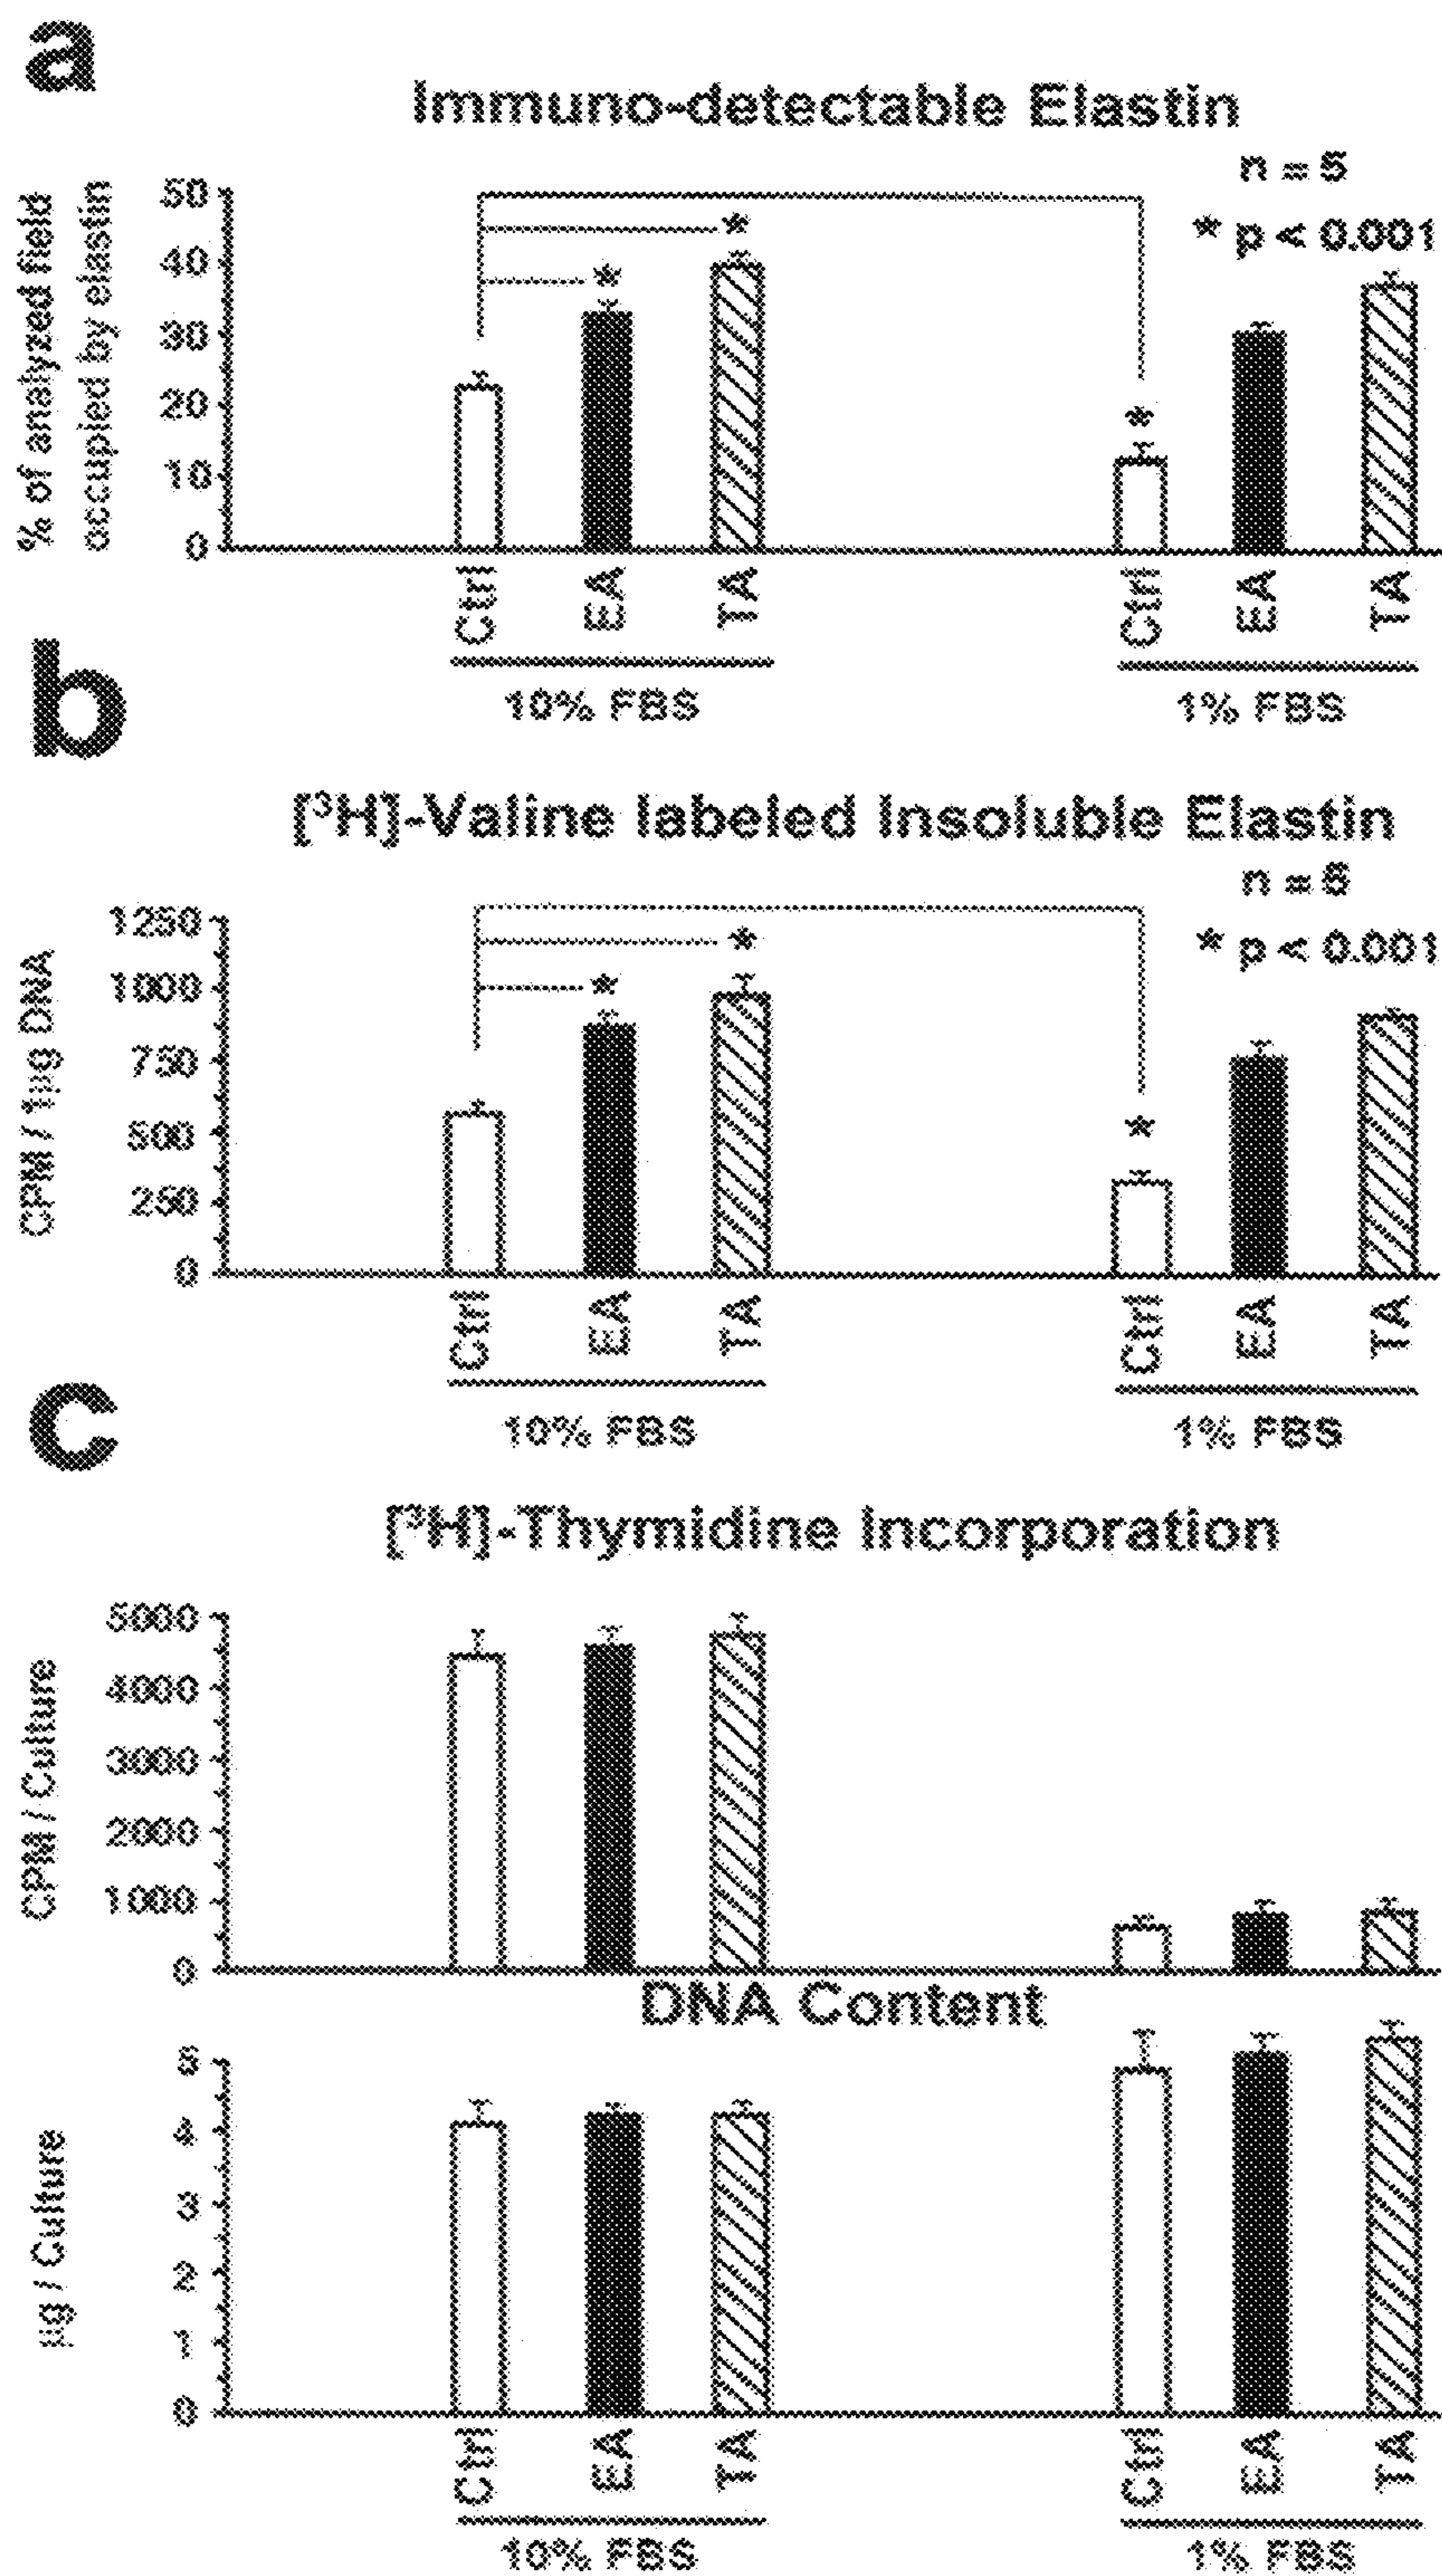 a
Immuno-detectable Elastin
n = 5
* p < 0.001
% of analyzed field
occupied by elastin
50
40
30
20
10
0
*
*
*
Ctrl EA TA Ctrl EA TA
10% FBS 1% FBS
b
[³H]-Valine labeled Insoluble Elastin
n = 6
* p < 0.001
CPM / 1µg DNA
1250
1000
750
500
250
0
*
*
*
Ctrl EA TA Ctrl EA TA
10% FBS 1% FBS
c
[³H]-Thymidine Incorporation
CPM / Culture
5000
4000
3000
2000
1000
0
DNA Content
µg / Culture
5
4
3
2
1
0
Ctrl EA TA Ctrl EA TA
10% FBS 1% FBS